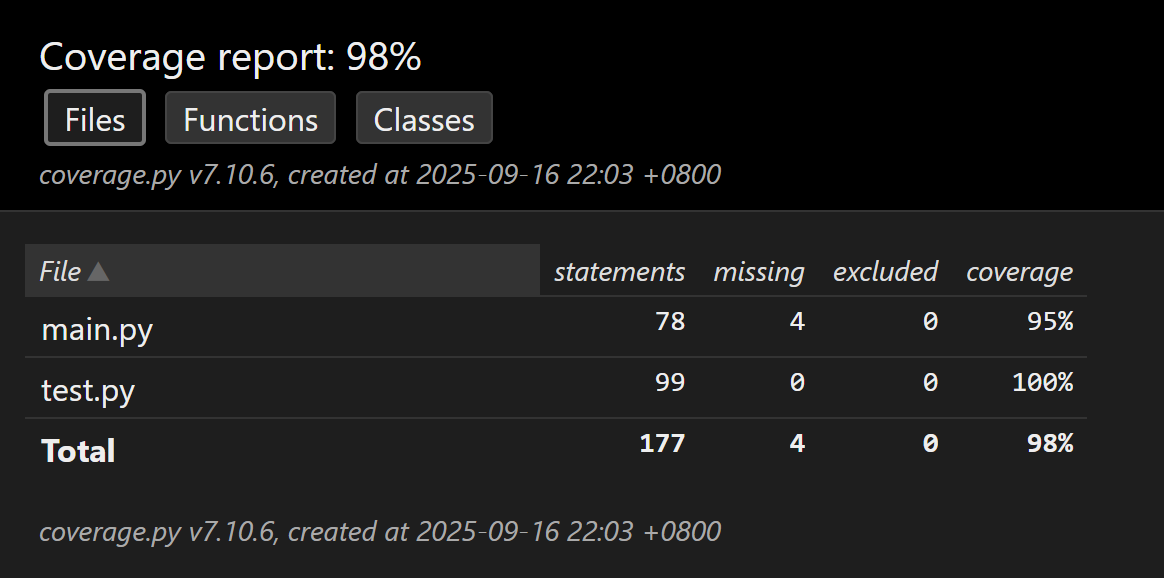 Coverage report: 98%
Files Functions Classes
coverage.py v7.10.6, created at 2025-09-16 22:03 +0800
File ▲ statements missing excluded coverage
main.py 78 4 0 95%
test.py 99 0 0 100%
Total 177 4 0 98%
coverage.py v7.10.6, created at 2025-09-16 22:03 +0800